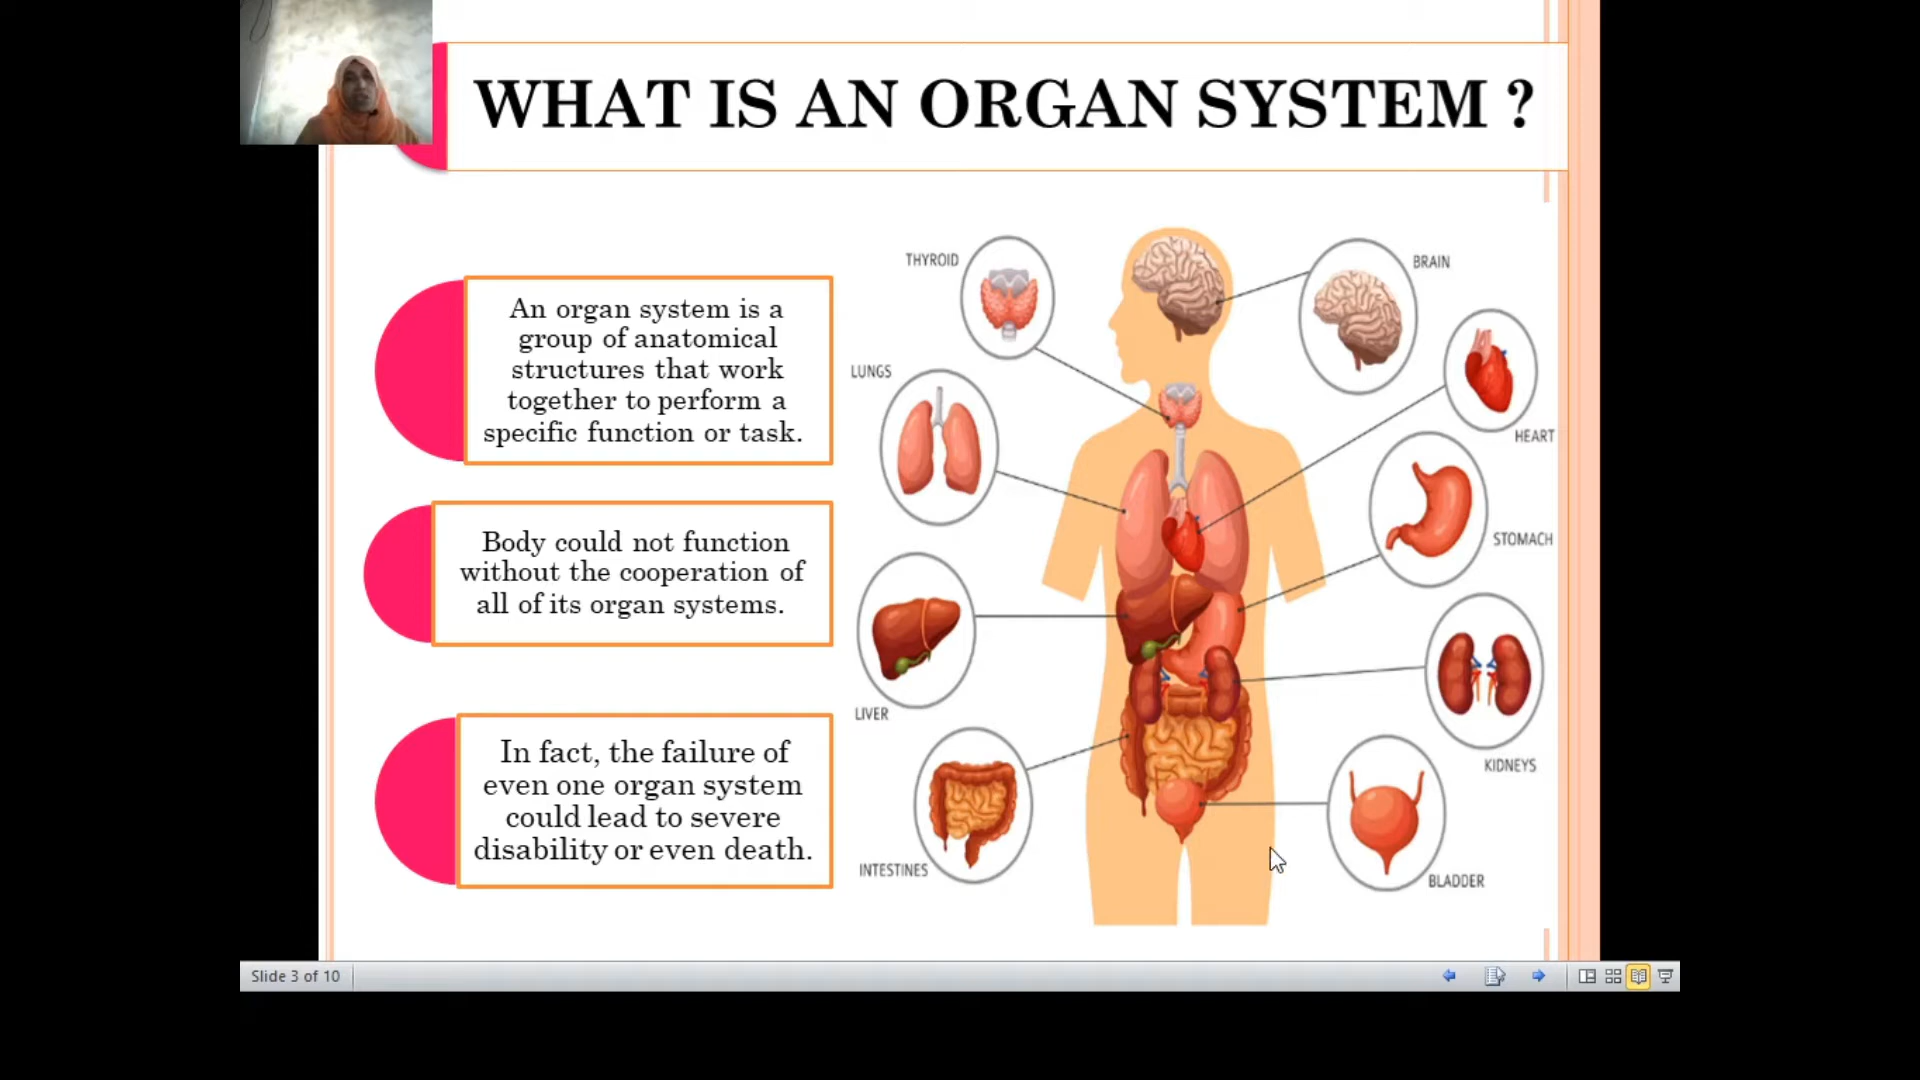 WHAT IS AN ORGAN SYSTEM ?
An organ system is a
group of anatomical
structures that work
together to perform a
specific function or task.
Body could not function
without the cooperation of
all of its organ systems.
In fact, the failure of
even one organ system
could lead to severe
disability or even death.
THYROID
BRAIN
LUNGS
HEART
STOMACH
LIVER
KIDNEYS
INTESTINES
BLADDER
Slide 3 of 10